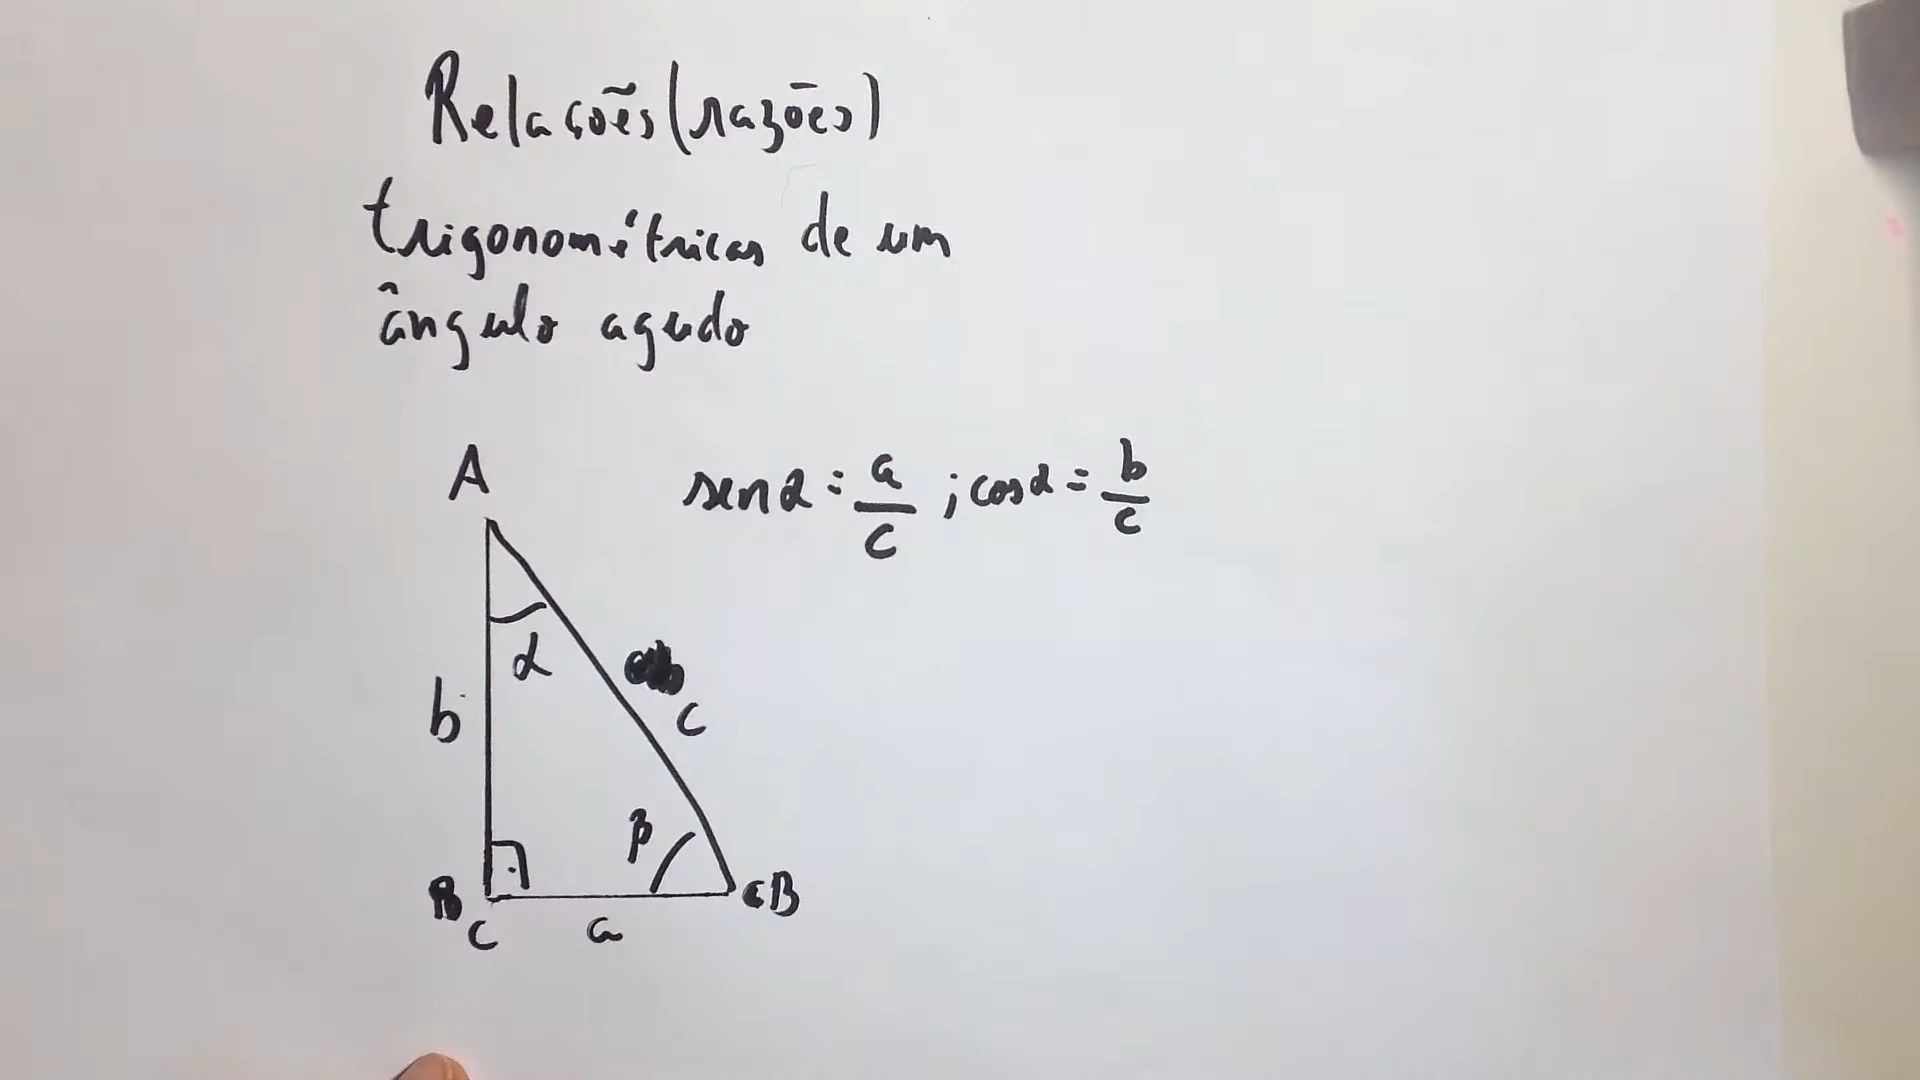 Relações (razões)
trigonométricas de um
ângulo agudo
A
sen α = a/c ; cos α = b/c
α
b
c
β
B
C
a